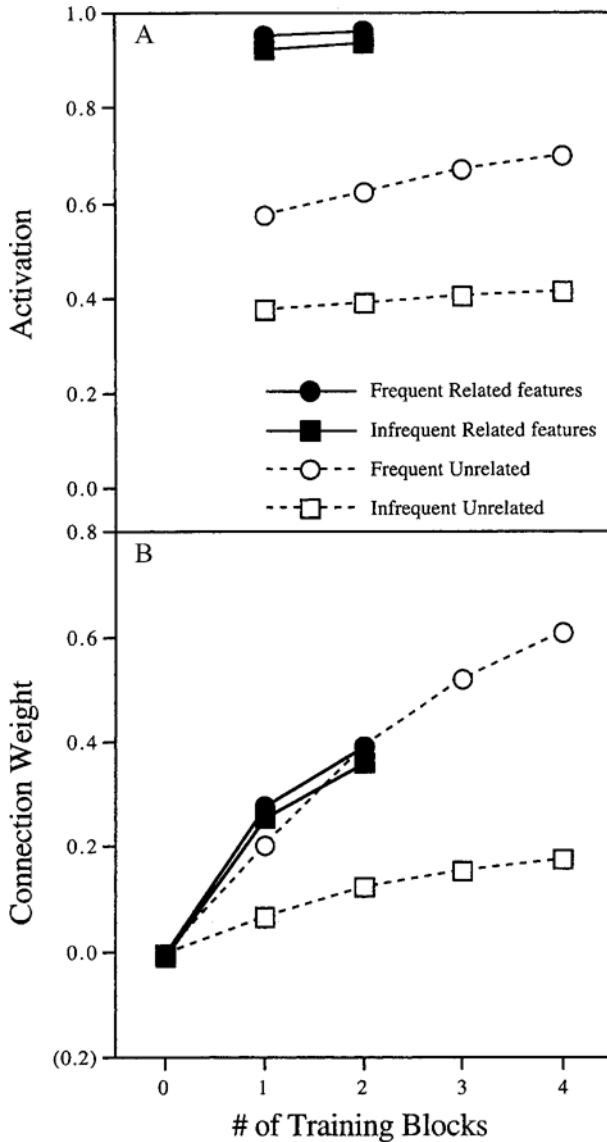 A
1.0
0.8
0.6
0.4
0.2
0.0
Activation
Frequent Related features
Infrequent Related features
Frequent Unrelated
Infrequent Unrelated
B
0.8
0.6
0.4
0.2
0.0
(0.2)
Connection Weight
0 1 2 3 4
# of Training Blocks